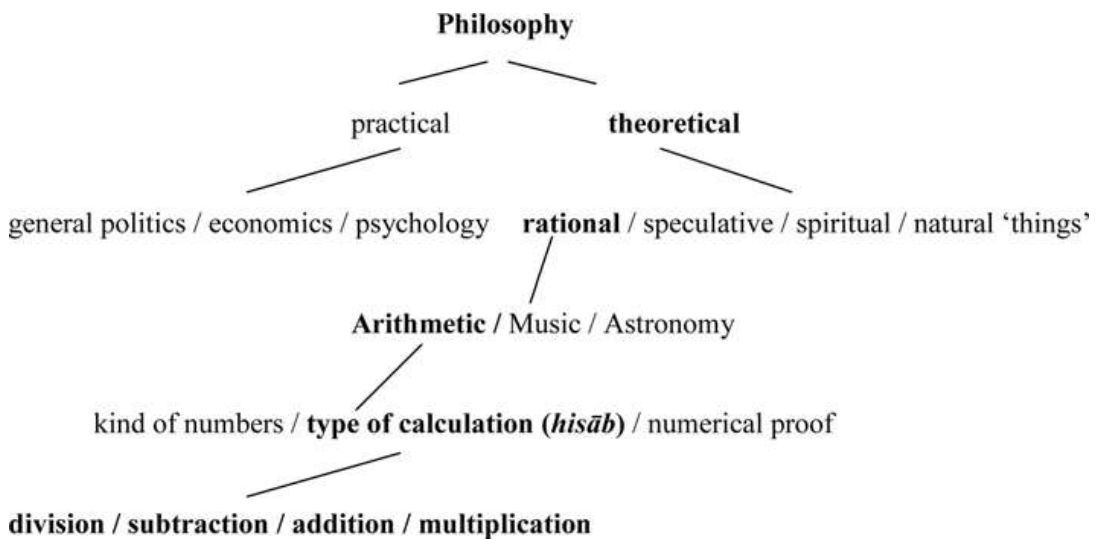 Philosophy
practical theoretical
general politics / economics / psychology rational / speculative / spiritual / natural ‘things’
Arithmetic / Music / Astronomy
kind of numbers / type of calculation (hisāb) / numerical proof
division / subtraction / addition / multiplication